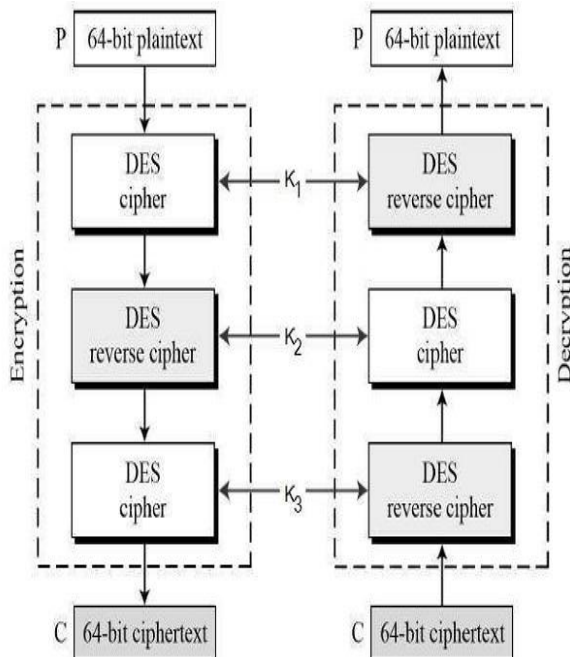 P 64-bit plaintext
P 64-bit plaintext
Encryption
DES
cipher
K1
DES
reverse cipher
DES
reverse cipher
K2
DES
cipher
DES
cipher
K3
DES
reverse cipher
Decryption
C 64-bit ciphertext
C 64-bit ciphertext